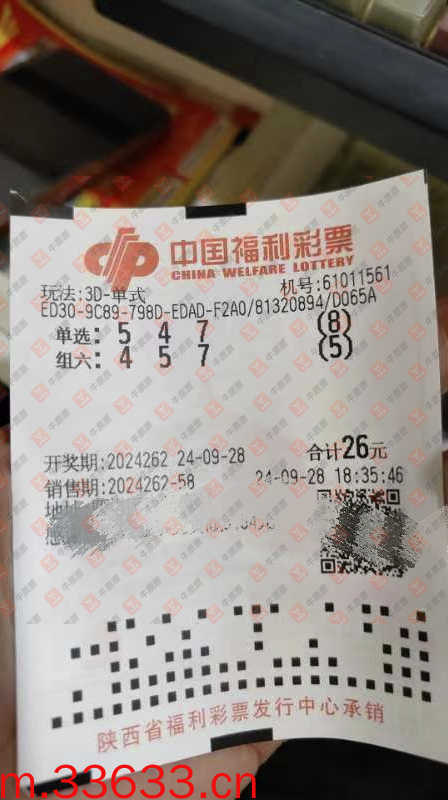 中国福利彩票
CHINA WELFARE LOTTERY
玩法:3D-单式 机号:61011561
ED30-9C89-798D-EDAD-F2A0/81320894/D065A
单选: 5 4 7 (8)
组六: 4 5 7 (5)
开奖期:2024262 24-09-28 合计26元
销售期:2024262-58 24-09-28 18:35:46
陕西省福利彩票发行中心承销
m.33633.cn